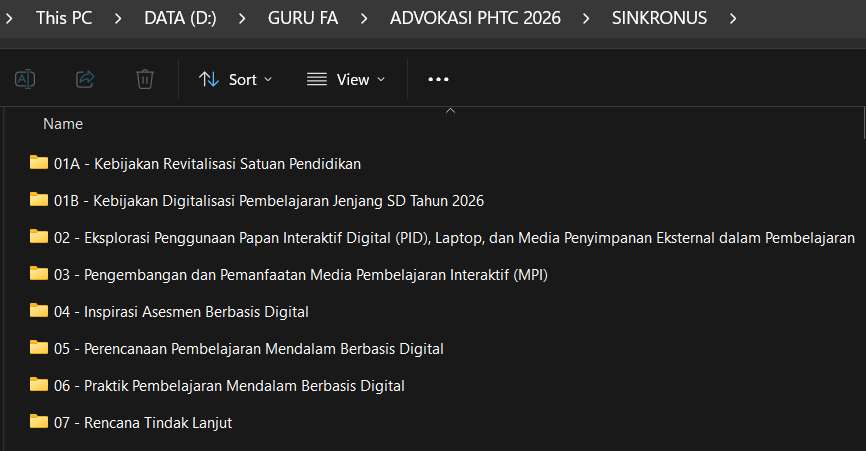 This PC > DATA (D:) > GURU FA > ADVOKASI PHTC 2026 > SINKRONUS >
Sort View
Name
01A - Kebijakan Revitalisasi Satuan Pendidikan
01B - Kebijakan Digitalisasi Pembelajaran Jenjang SD Tahun 2026
02 - Eksplorasi Penggunaan Papan Interaktif Digital (PID), Laptop, dan Media Penyimpanan Eksternal dalam Pembelajaran
03 - Pengembangan dan Pemanfaatan Media Pembelajaran Interaktif (MPI)
04 - Inspirasi Asesmen Berbasis Digital
05 - Perencanaan Pembelajaran Mendalam Berbasis Digital
06 - Praktik Pembelajaran Mendalam Berbasis Digital
07 - Rencana Tindak Lanjut